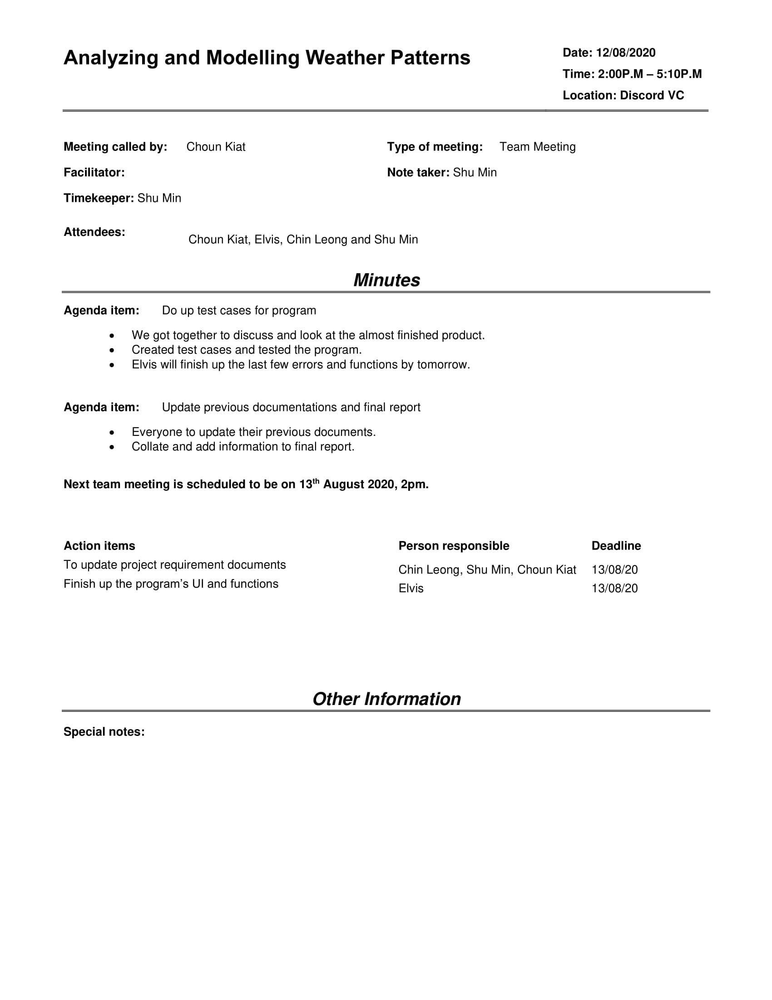 Analyzing and Modelling Weather Patterns
Date: 12/08/2020
Time: 2:00P.M – 5:10P.M
Location: Discord VC
Meeting called by: Choun Kiat Type of meeting: Team Meeting
Facilitator: Note taker: Shu Min
Timekeeper: Shu Min
Attendees: Choun Kiat, Elvis, Chin Leong and Shu Min
Minutes
Agenda item: Do up test cases for program
• We got together to discuss and look at the almost finished product.
• Created test cases and tested the program.
• Elvis will finish up the last few errors and functions by tomorrow.
Agenda item: Update previous documentations and final report
• Everyone to update their previous documents.
• Collate and add information to final report.
Next team meeting is scheduled to be on 13th August 2020, 2pm.
Action items Person responsible Deadline
To update project requirement documents Chin Leong, Shu Min, Choun Kiat 13/08/20
Finish up the program’s UI and functions Elvis 13/08/20
Other Information
Special notes: